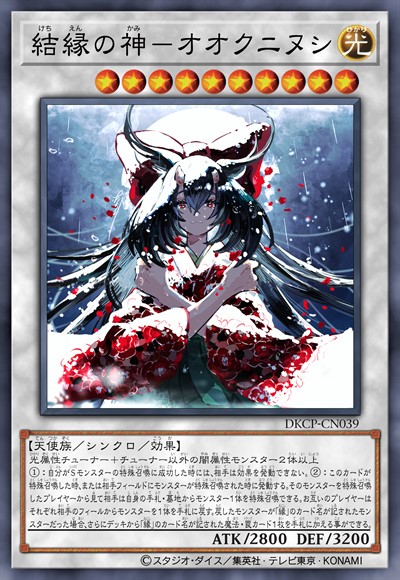 結縁の神－オオクニヌシ
光
DKCP-CN039
【天使族／シンクロ／効果】
光属性チューナー＋チューナー以外の闇属性モンスター2体以上
①：自分がSモンスターの特殊召喚に成功した時には、相手は効果を発動できない。②：このカードが
特殊召喚した時、または相手フィールドにモンスターが特殊召喚された時に発動する。そのモンスターを特殊召喚
したプレイヤーから見て相手は自身の手札・墓地からモンスター1体を特殊召喚できる。お互いのプレイヤーは
それぞれ相手のフィールドからモンスターを1体を手札に戻す。戻したモンスターが「縁」のカード名が記されたモン
スターだった場合、さらにデッキから「縁」のカード名が記された魔法・罠カード1枚を手札に加える事ができる。
ATK/2800 DEF/3200
©スタジオ・ダイス／集英社・テレビ東京・KONAMI